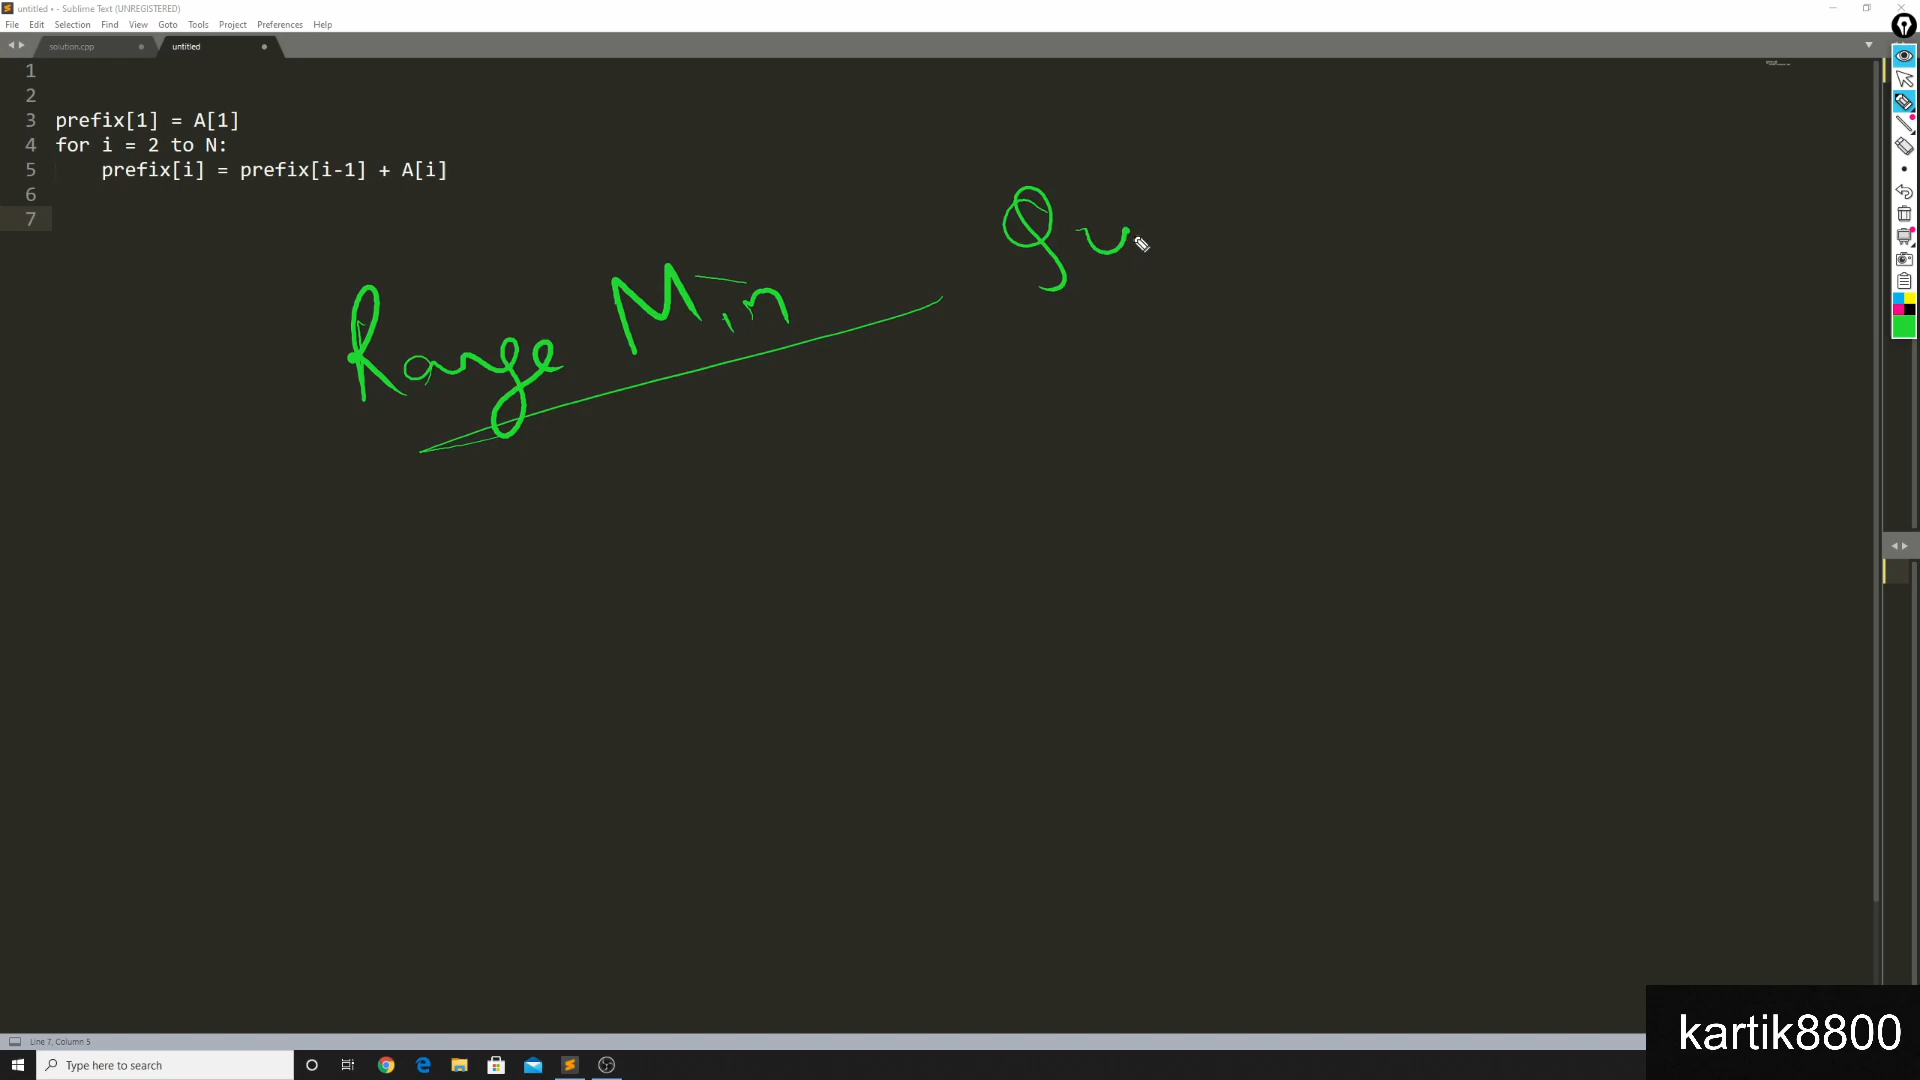 untitled • - Sublime Text (UNREGISTERED)
File Edit Selection Find View Goto Tools Project Preferences Help
solution.cpp untitled
1
2
3 prefix[1] = A[1]
4 for i = 2 to N:
5 prefix[i] = prefix[i-1] + A[i]
6
7
Range Min Qu
Line 7, Column 5
Type here to search
kartik8800